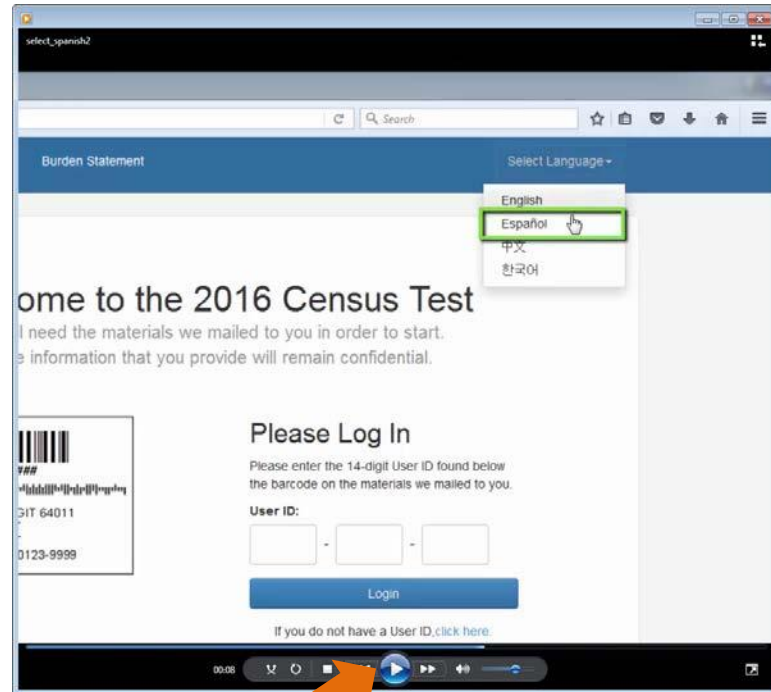 select_spanish2
Search
Burden Statement
Select Language
English
Español
中文
한국어
ome to the 2016 Census Test
l need the materials we mailed to you in order to start.
e information that you provide will remain confidential.
###
GIT 64011
0123-9999
Please Log In
Please enter the 14-digit User ID found below
the barcode on the materials we mailed to you.
User ID:
- -
Login
If you do not have a User ID,click here.
00:08